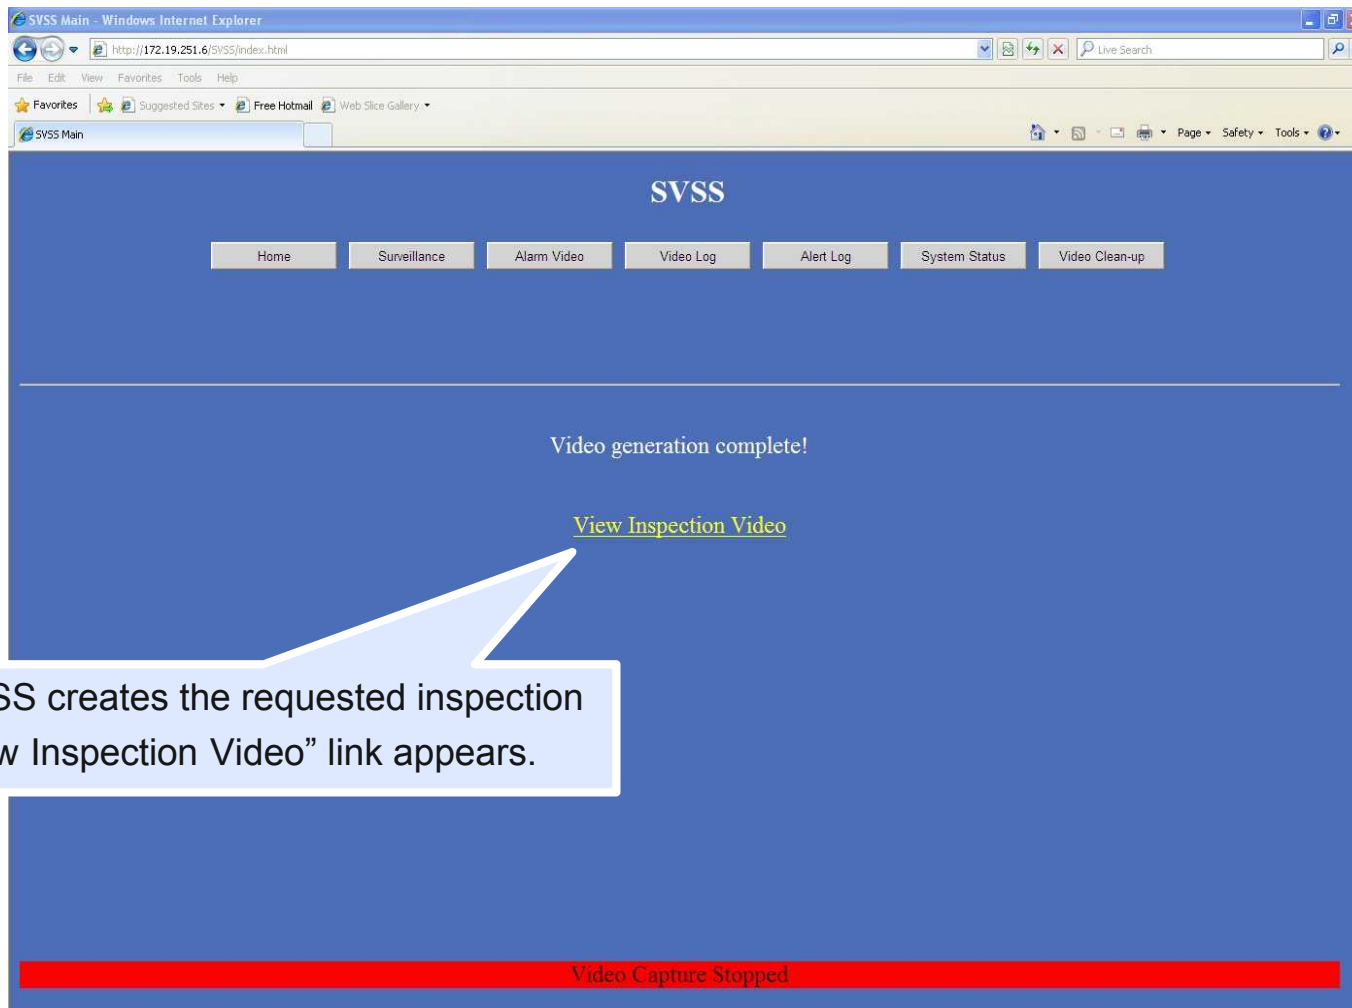 SVSS Main - Windows Internet Explorer
http://172.19.251.6/SVSS/index.html
Live Search
File Edit View Favorites Tools Help
Favorites Suggested Sites Free Hotmail Web Slice Gallery
SVSS Main
Page Safety Tools
SVSS
Home Surveillance Alarm Video Video Log Alert Log System Status Video Clean-up
Video generation complete!
View Inspection Video
SS creates the requested inspection
w Inspection Video” link appears.
Video Capture Stopped